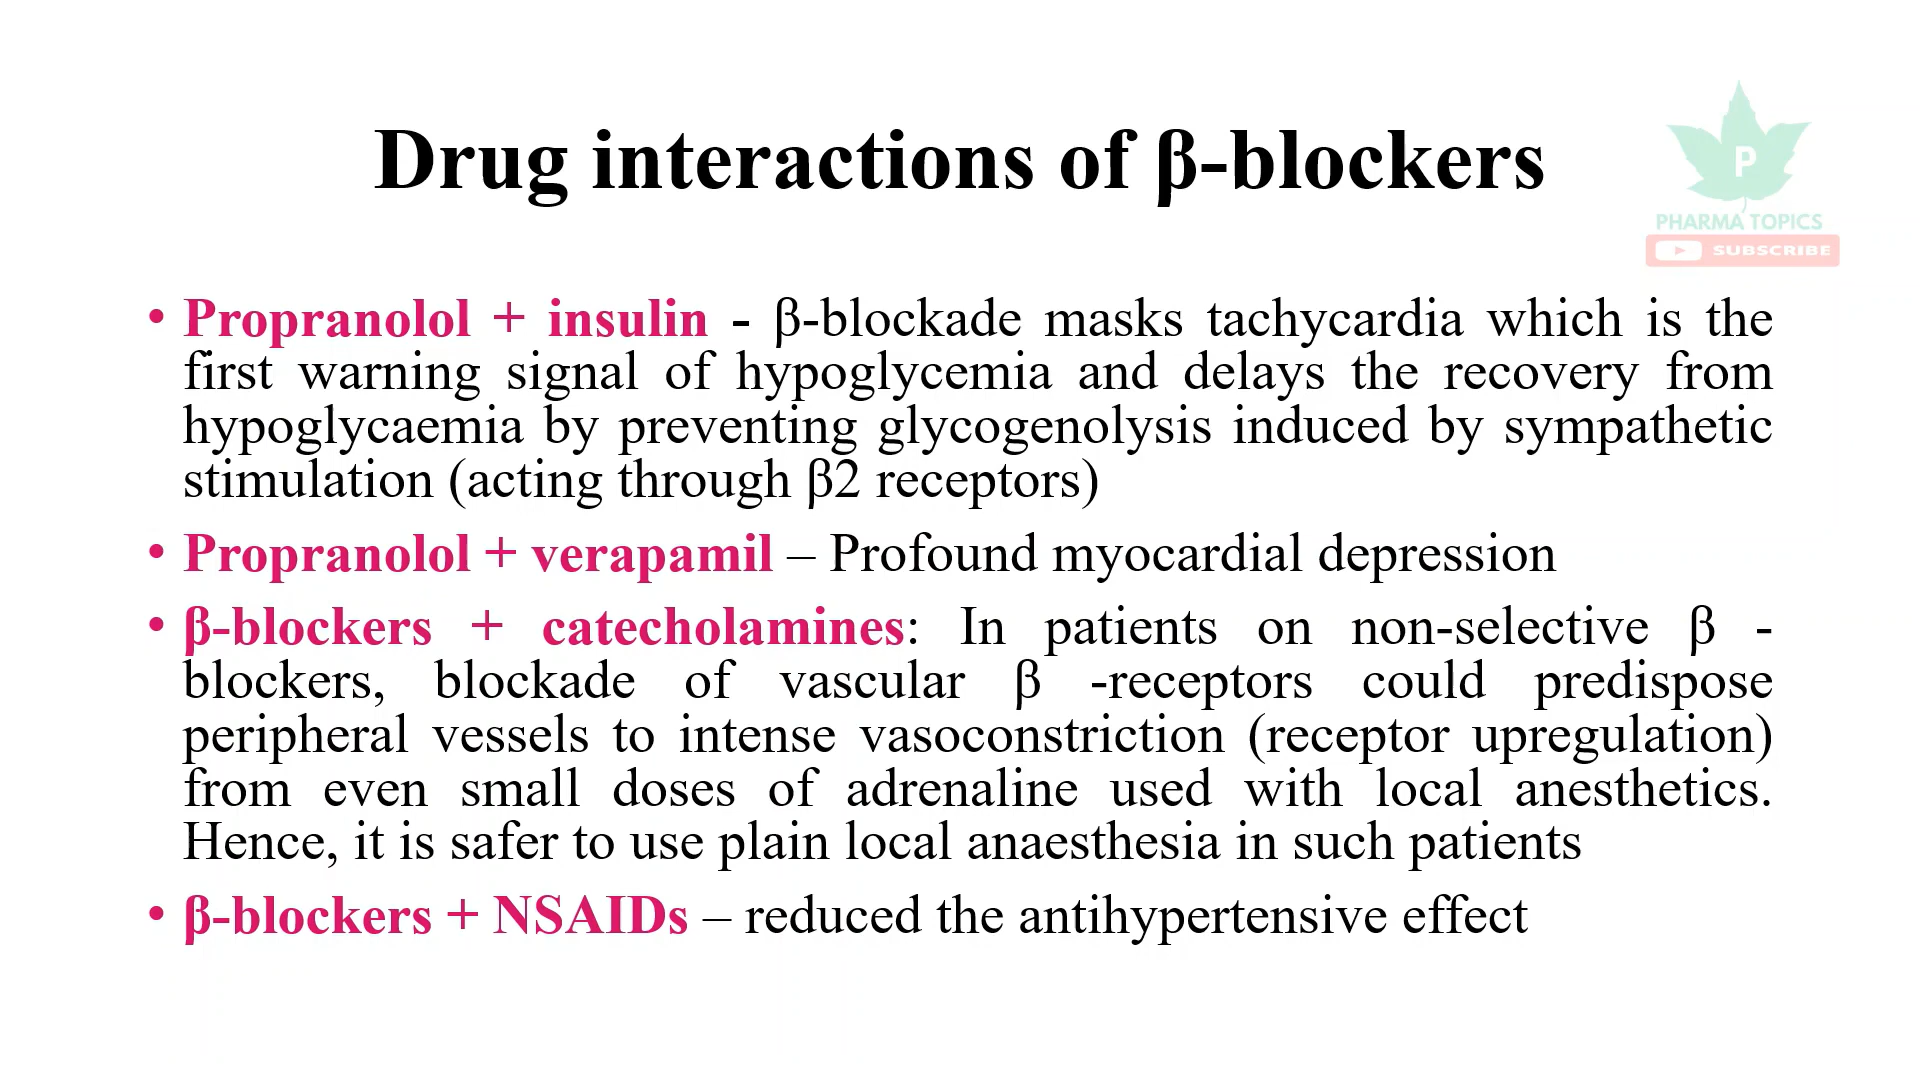 Drug interactions of β-blockers
P
PHARMA TOPICS
SUBSCRIBE
• Propranolol + insulin - β-blockade masks tachycardia which is the
first warning signal of hypoglycemia and delays the recovery from
hypoglycaemia by preventing glycogenolysis induced by sympathetic
stimulation (acting through β2 receptors)
• Propranolol + verapamil – Profound myocardial depression
• β-blockers + catecholamines: In patients on non-selective β -
blockers, blockade of vascular β -receptors could predispose
peripheral vessels to intense vasoconstriction (receptor upregulation)
from even small doses of adrenaline used with local anesthetics.
Hence, it is safer to use plain local anaesthesia in such patients
• β-blockers + NSAIDs – reduced the antihypertensive effect